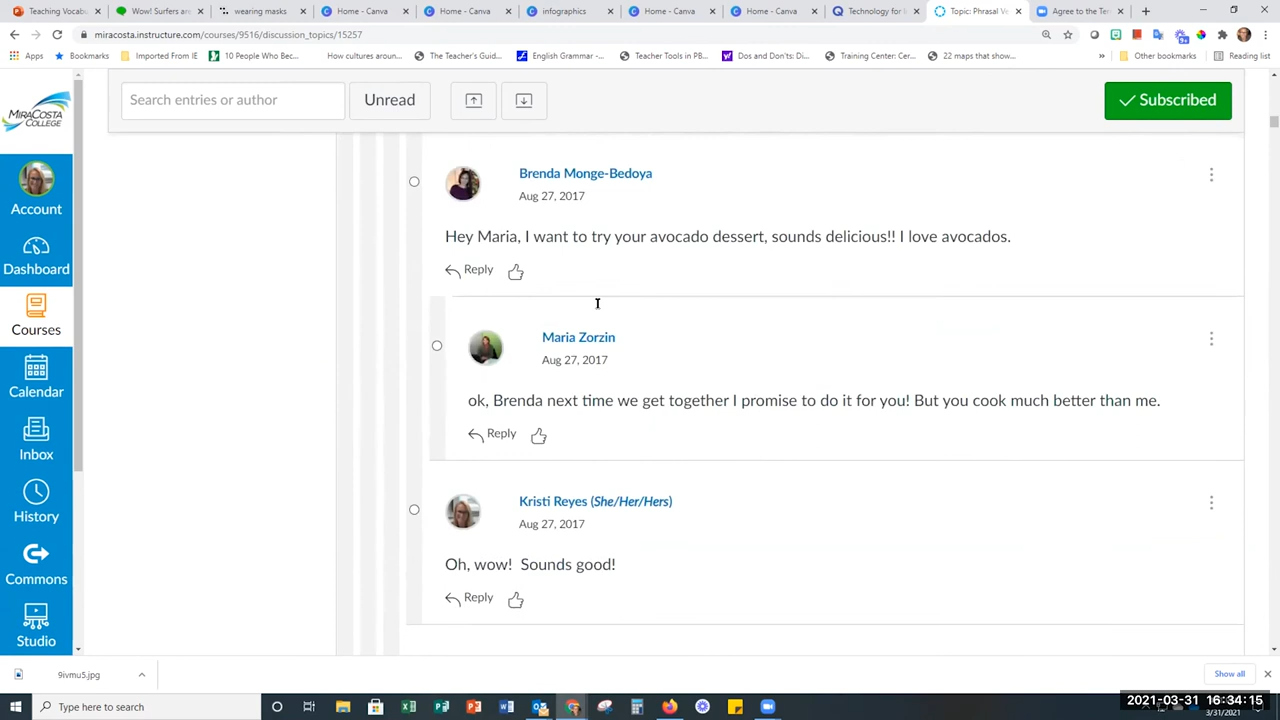 Teaching Vocabu
Wow! Surfers are
wearing masks
Home - Canva
Home - Canva
infographics
Home - Canva
Home - Canva
Technology for
Topic: Phrasal Ve
Agree to the Ter
miracosta.instructure.com/courses/9516/discussion_topics/15257
Apps
Bookmarks
Imported From IE
10 People Who Bec...
How cultures aroun...
The Teacher's Guid...
English Grammar -...
Teacher Tools in PB...
Dos and Don'ts: Di...
Training Center: Cer...
22 maps that show...
Other bookmarks
Reading list
MIRACOSTA COLLEGE
Search entries or author
Unread
Subscribed
Account
Dashboard
Courses
Calendar
Inbox
History
Commons
Studio
Brenda Monge-Bedoya
Aug 27, 2017
Hey Maria, I want to try your avocado dessert, sounds delicious!! I love avocados.
Reply
Maria Zorzin
Aug 27, 2017
ok, Brenda next time we get together I promise to do it for you! But you cook much better than me.
Reply
Kristi Reyes (She/Her/Hers)
Aug 27, 2017
Oh, wow! Sounds good!
Reply
9ivmu5.jpg
Show all
Type here to search
2021-03-31 16:34:15
3/31/2021